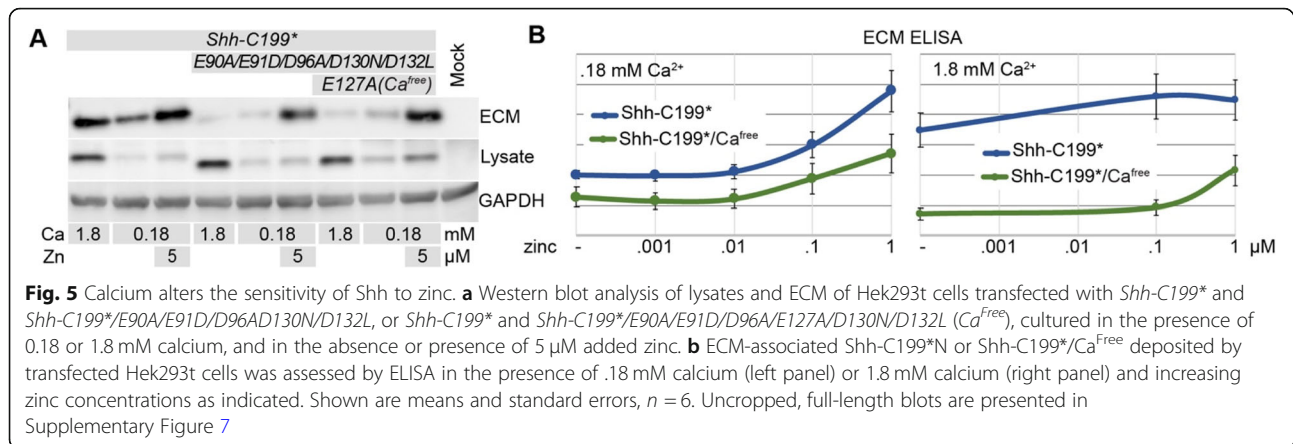 A
Shh-C199*
E90A/E91D/D96A/D130N/D132L
E127A(Ca^free)
Mock
ECM
Lysate
GAPDH
Ca 1.8 0.18 1.8 0.18 1.8 0.18 mM
Zn 5 5 5 μM
B
ECM ELISA
.18 mM Ca²⁺
Shh-C199*
Shh-C199*/Ca^free
1.8 mM Ca²⁺
Shh-C199*
Shh-C199*/Ca^free
zinc - .001 .01 .1 1 - .001 .01 .1 1 μM
Fig. 5 Calcium alters the sensitivity of Shh to zinc. a Western blot analysis of lysates and ECM of Hek293t cells transfected with Shh-C199* and
Shh-C199*/E90A/E91D/D96AD130N/D132L, or Shh-C199* and Shh-C199*/E90A/E91D/D96A/E127A/D130N/D132L (Ca^Free), cultured in the presence of
0.18 or 1.8 mM calcium, and in the absence or presence of 5 μM added zinc. b ECM-associated Shh-C199*N or Shh-C199*/Ca^Free deposited by
transfected Hek293t cells was assessed by ELISA in the presence of .18 mM calcium (left panel) or 1.8 mM calcium (right panel) and increasing
zinc concentrations as indicated. Shown are means and standard errors, n = 6. Uncropped, full-length blots are presented in
Supplementary Figure 7